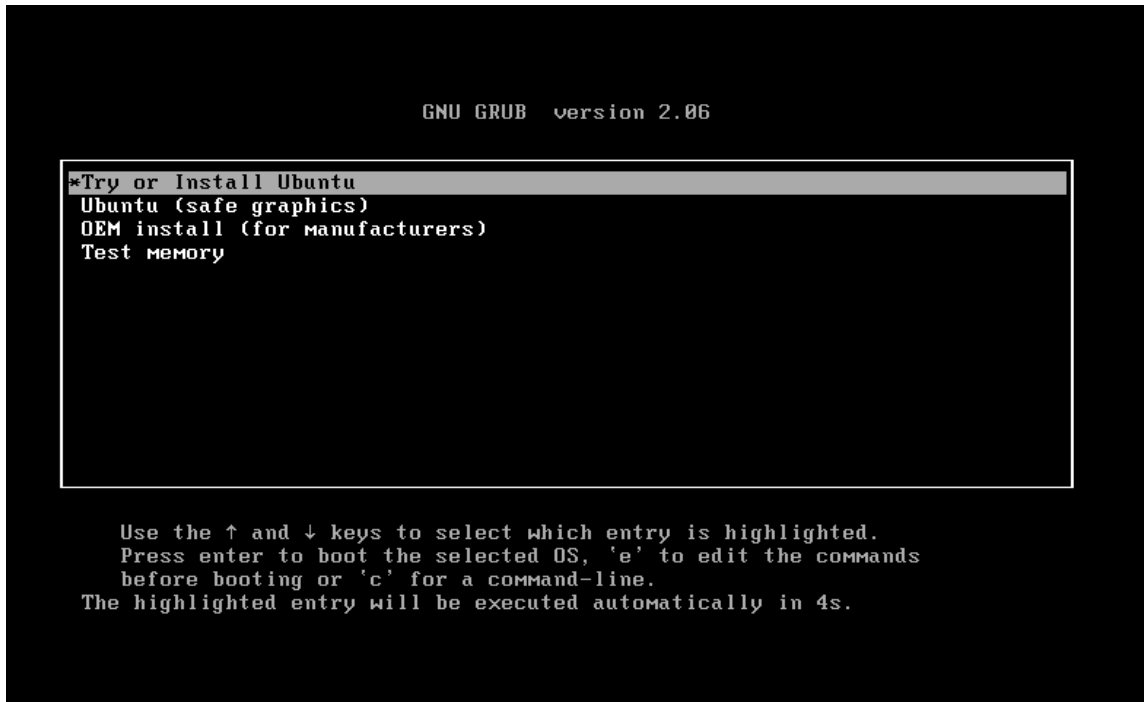 GNU GRUB  version 2.06
*Try or Install Ubuntu
Ubuntu (safe graphics)
OEM install (for manufacturers)
Test memory
Use the ↑ and ↓ keys to select which entry is highlighted.
Press enter to boot the selected OS, `e' to edit the commands
before booting or `c' for a command-line.
The highlighted entry will be executed automatically in 4s.